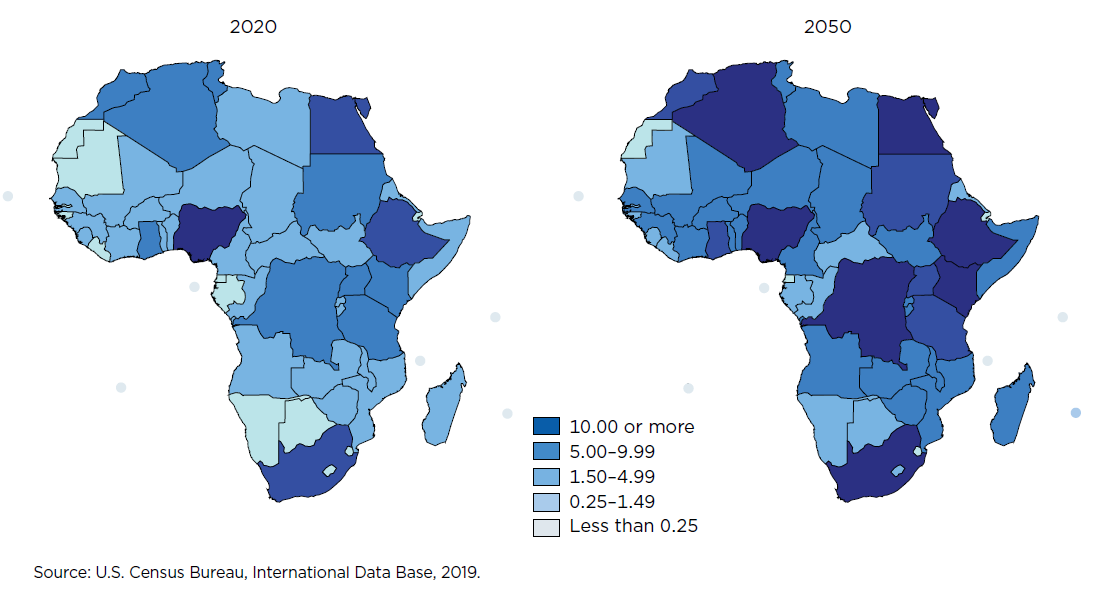 2020
2050
10.00 or more
5.00–9.99
1.50–4.99
0.25–1.49
Less than 0.25
Source: U.S. Census Bureau, International Data Base, 2019.